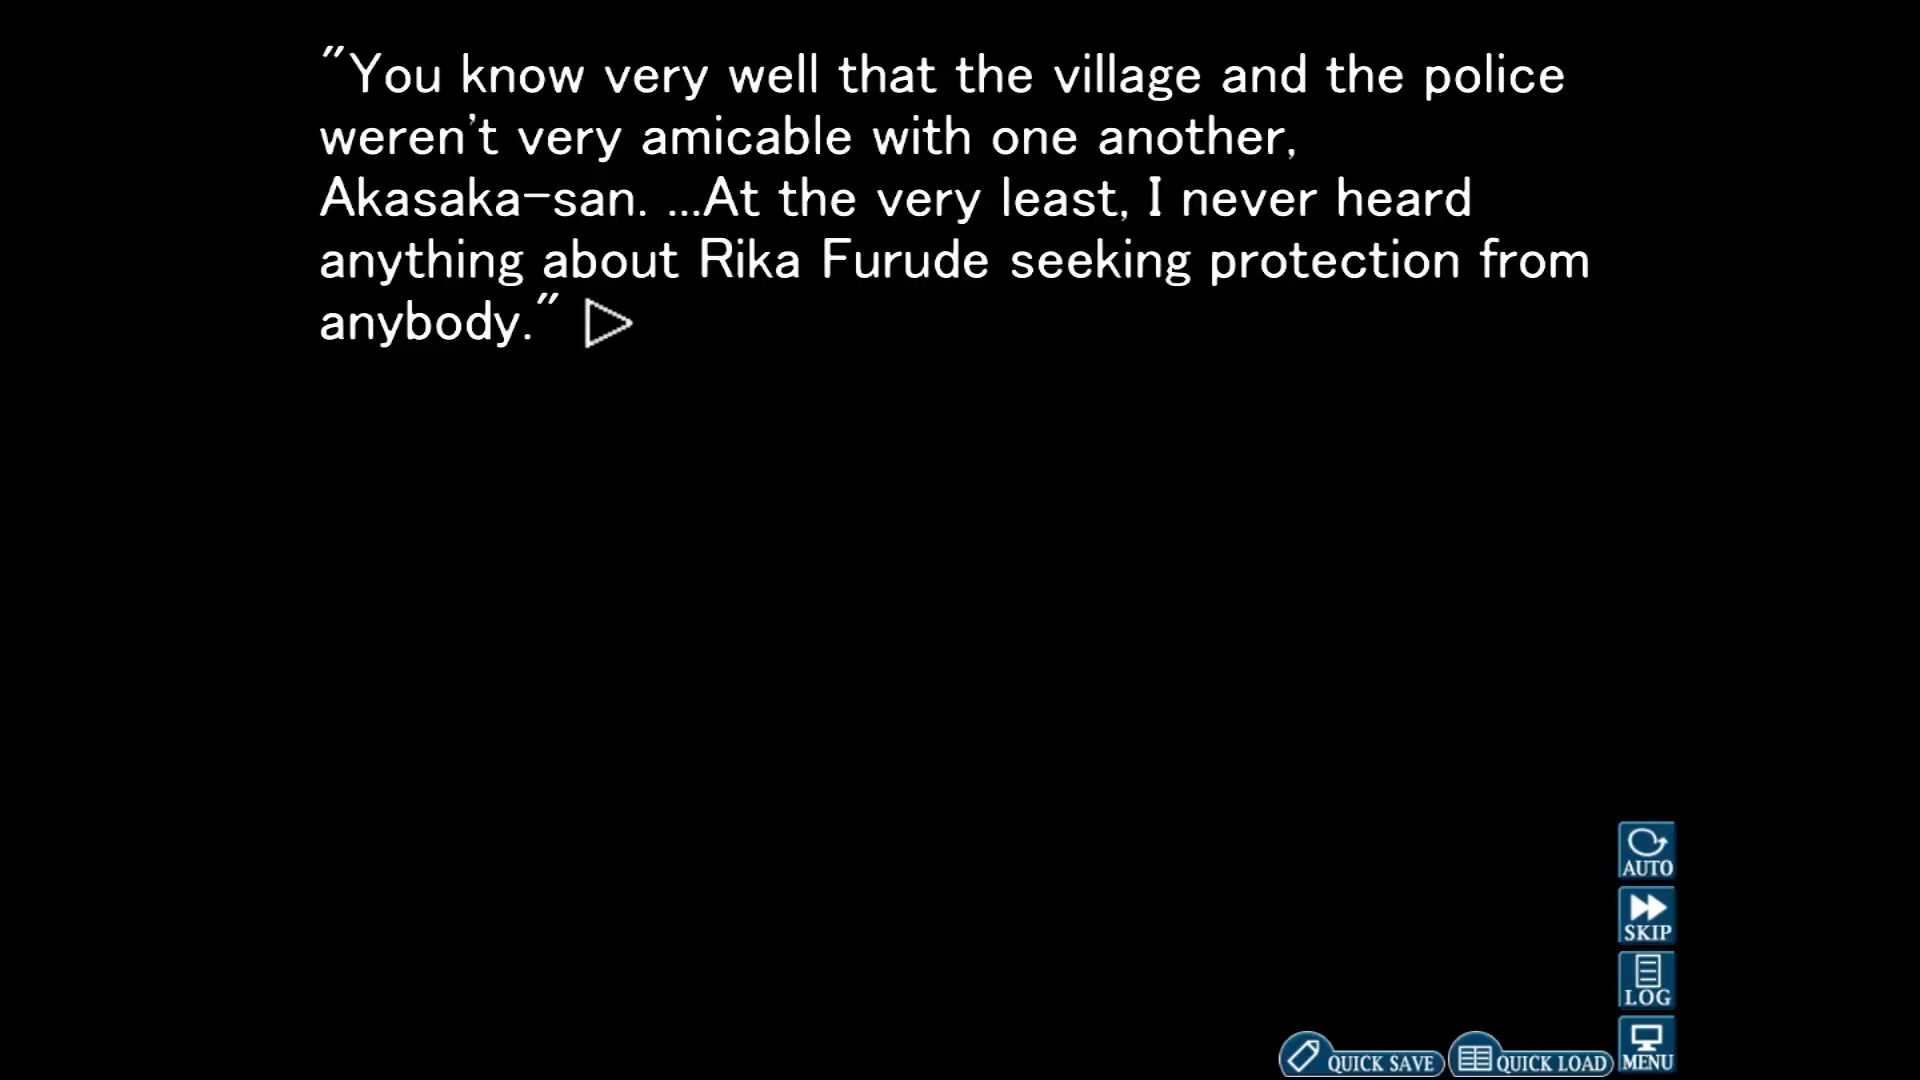 "You know very well that the village and the police
weren't very amicable with one another,
Akasaka-san. ...At the very least, I never heard
anything about Rika Furude seeking protection from
anybody."
AUTO
SKIP
LOG
MENU
QUICK SAVE
QUICK LOAD